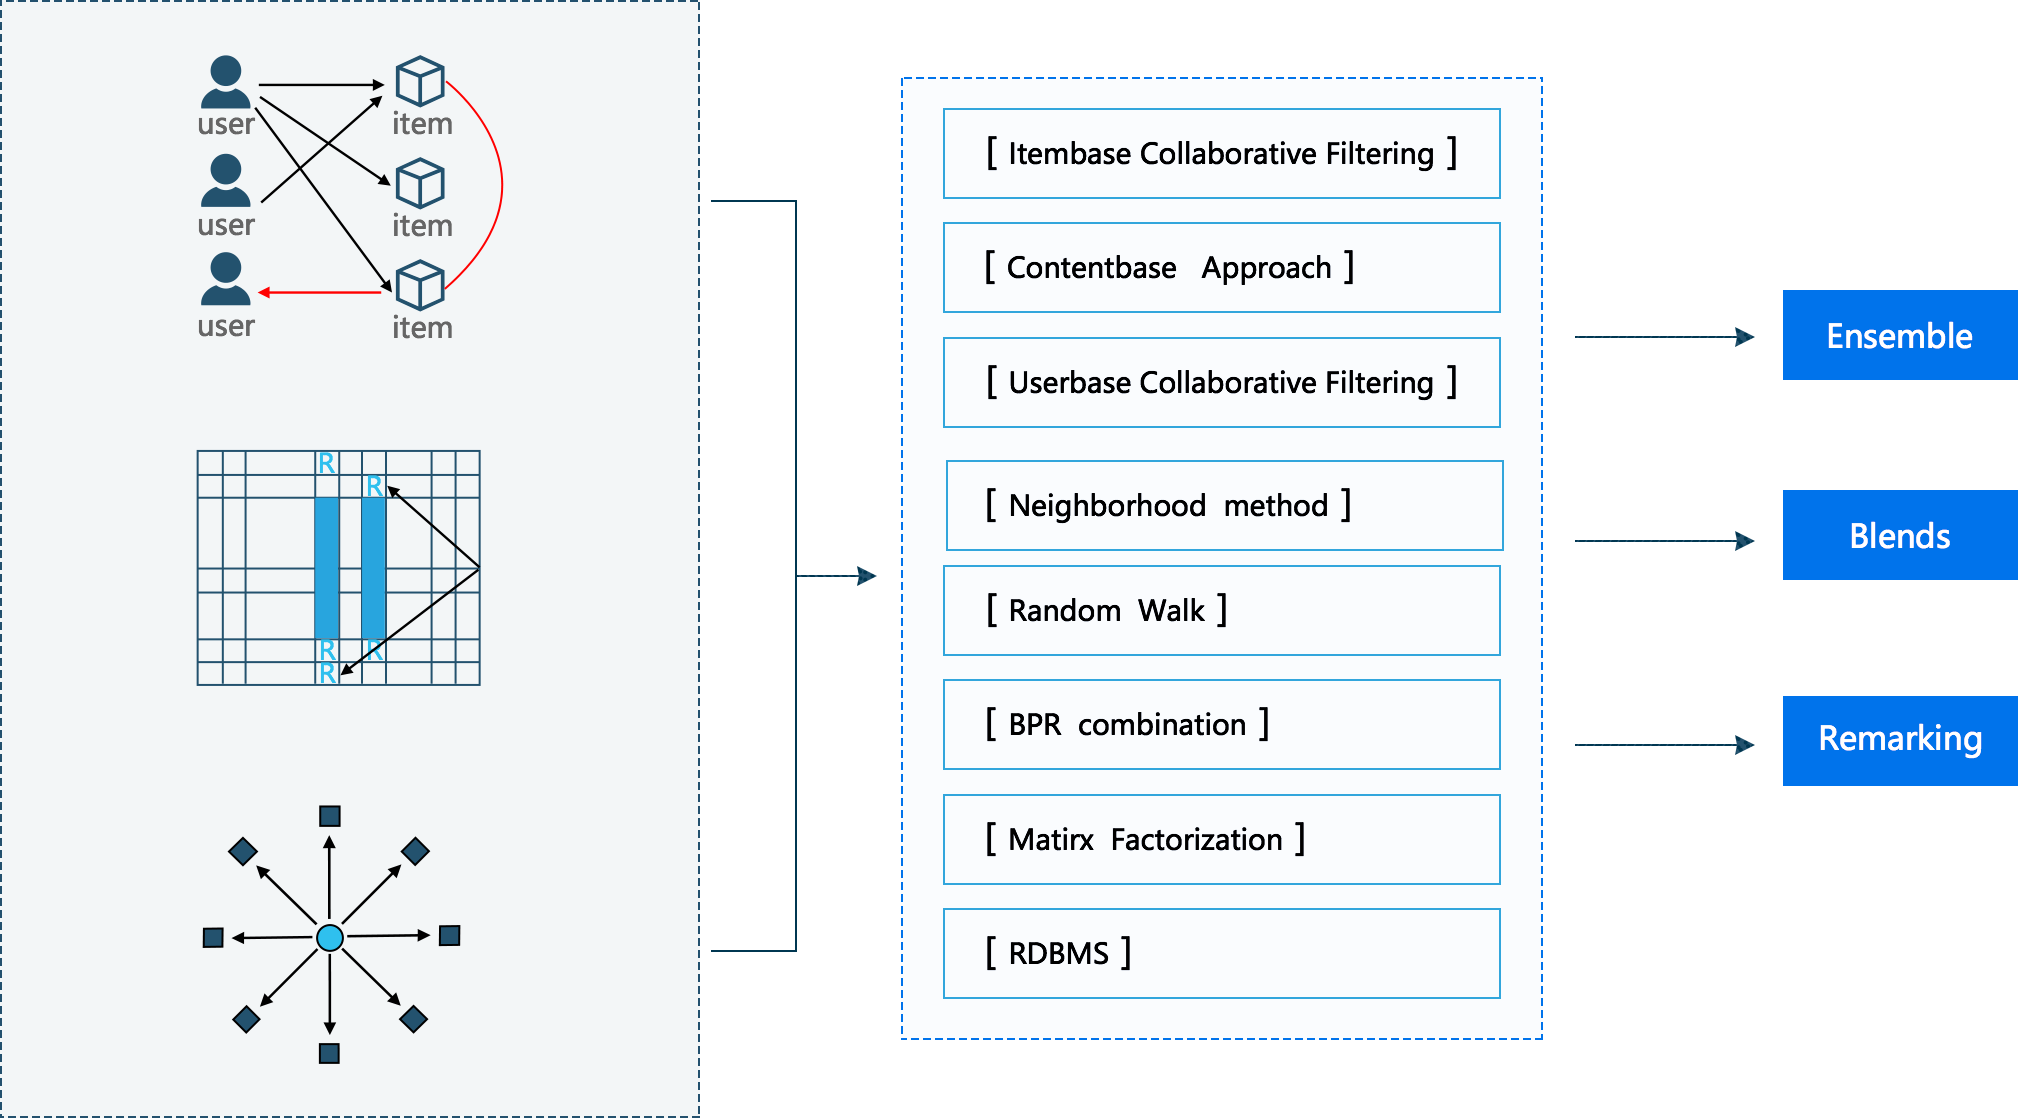 user item
user item
user item
R
R
R R
R
[ Itembase Collaborative Filtering ]
[ Contentbase Approach ]
[ Userbase Collaborative Filtering ]
[ Neighborhood method ]
[ Random Walk ]
[ BPR combination ]
[ Matirx Factorization ]
[ RDBMS ]
Ensemble
Blends
Remarking